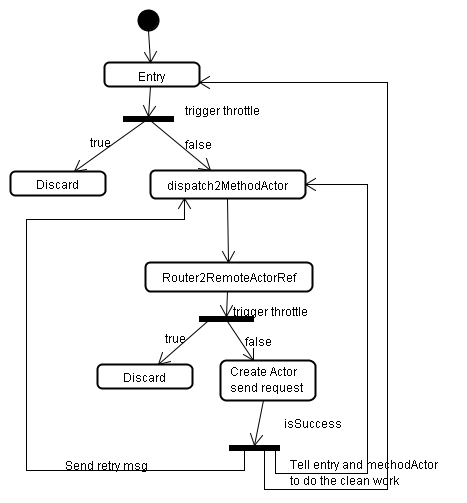 Entry
trigger throttle
true
false
Discard
dispatch2MethodActor
Router2RemoteActorRef
trigger throttle
true
false
Discard
Create Actor
send request
isSuccess
Send retry msg
Tell entry and mechodActor
to do the clean work